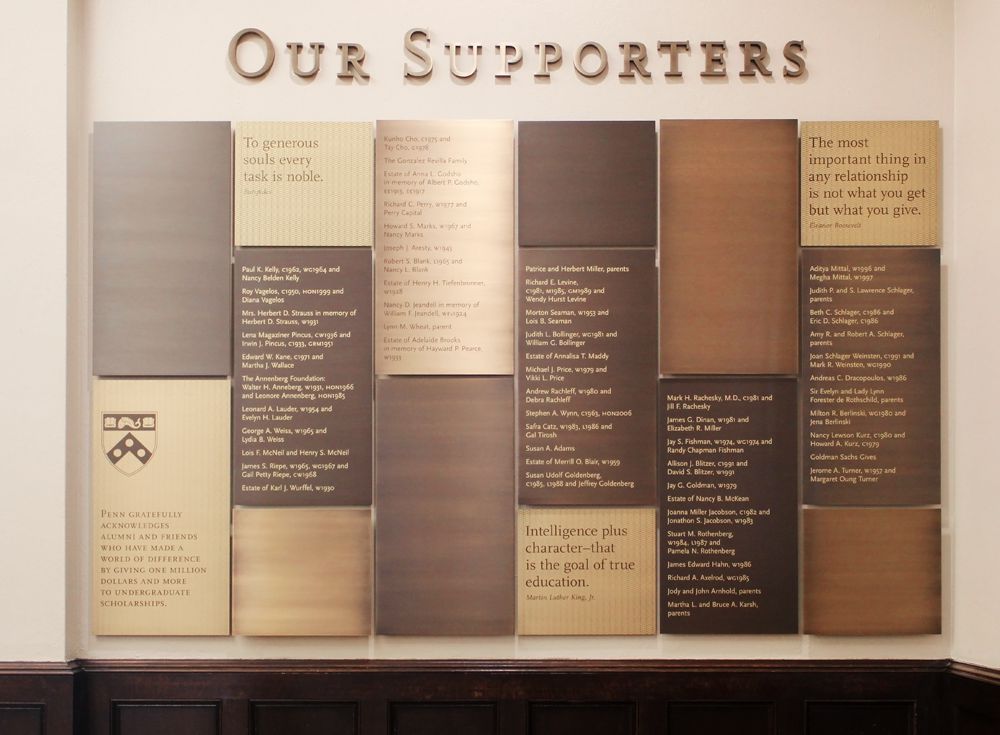 OUR SUPPORTERS
To generous
souls every
task is noble.
Euripides
Paul K. Kelly, C1962, WG1964 and
Nancy Belden Kelly
Roy Vagelos, C1950, HON1999 and
Diana Vagelos
Mrs. Herbert D. Strauss in memory of
Herbert D. Strauss, W1931
Lena Magaziner Pincus, CW1936 and
Irwin J. Pincus, C1933, GRM1951
Edward W. Kane, C1971 and
Martha J. Wallace
The Annenberg Foundation:
Walter H. Anneberg, W1931, HON1966
and Leonore Annenberg, HON1985
Leonard A. Lauder, W1954 and
Evelyn H. Lauder
George A. Weiss, W1965 and
Lydia B. Weiss
Lois F. McNeil and Henry S. McNeil
James S. Riepe, W1965, WG1967 and
Gail Petty Riepe, CW1968
Estate of Karl J. Wurffel, W1930
PENN GRATEFULLY
ACKNOWLEDGES
ALUMNI AND FRIENDS
WHO HAVE MADE A
WORLD OF DIFFERENCE
BY GIVING ONE MILLION
DOLLARS AND MORE
TO UNDERGRADUATE
SCHOLARSHIPS.
Kunho Cho, C1975 and
Tay Cho, G1978
The Gonzalez Revilla Family
Estate of Anna L. Godsho
in memory of Albert P. Godsho,
EE1915, EE1917
Richard C. Perry, W1977 and
Perry Capital
Howard S. Marks, W1967 and
Nancy Marks
Joseph J. Aresty, W1943
Robert S. Blank, L1965 and
Nancy L. Blank
Estate of Henry H. Tiefenbrunner,
W1928
Nancy D. Jeandell in memory of
William F. Jeandell, WEV1924
Lynn M. Wheat, parent
Estate of Adelaide Brooks
in memory of Hayward P. Pearce,
W1933
Patrice and Herbert Miller, parents
Richard E. Levine,
C1981, M1985, GM1989 and
Wendy Hurst Levine
Morton Seaman, W1953 and
Lois B. Seaman
Judith L. Bollinger, WG1981 and
William G. Bollinger
Estate of Annalisa T. Maddy
Michael J. Price, W1979 and
Vikki L. Price
Andrew Rachleff, W1980 and
Debra Rachleff
Stephen A. Wynn, C1963, HON2006
Safra Catz, W1983, L1986 and
Gal Tirosh
Susan A. Adams
Estate of Merrill O. Blair, W1959
Susan Udolf Goldenberg,
C1985, L1988 and Jeffrey Goldenberg
Intelligence plus
character–that
is the goal of true
education.
Martin Luther King, Jr.
Mark H. Rachesky, M.D., C1981 and
Jill F. Rachesky
James G. Dinan, W1981 and
Elizabeth R. Miller
Jay S. Fishman, W1974, WG1974 and
Randy Chapman Fishman
Allison J. Blitzer, C1991 and
David S. Blitzer, W1991
Jay G. Goldman, W1979
Estate of Nancy B. McKean
Joanna Miller Jacobson, C1982 and
Jonathon S. Jacobson, W1983
Stuart M. Rothenberg,
W1984, L1987 and
Pamela N. Rothenberg
James Edward Hahn, W1986
Richard A. Axelrod, WG1985
Jody and John Arnhold, parents
Martha L. and Bruce A. Karsh,
parents
The most
important thing in
any relationship
is not what you get
but what you give.
Eleanor Roosevelt
Aditya Mittal, W1996 and
Megha Mittal, W1997
Judith P. and S. Lawrence Schlager,
parents
Beth C. Schlager, C1986 and
Eric D. Schlager, C1986
Amy R. and Robert A. Schlager,
parents
Joan Schlager Weinsten, C1991 and
Mark R. Weinsten, WG1990
Andreas C. Dracopoulos, W1986
Sir Evelyn and Lady Lynn
Forester de Rothschild, parents
Milton R. Berlinski, WG1980 and
Jena Berlinski
Nancy Lewson Kurz, C1980 and
Howard A. Kurz, C1979
Goldman Sachs Gives
Jerome A. Turner, W1957 and
Margaret Oung Turner